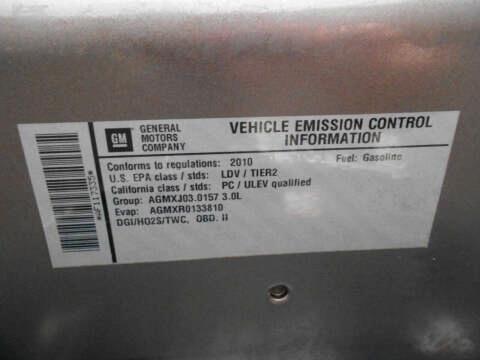 GM
GENERAL
MOTORS
COMPANY
VEHICLE EMISSION CONTROL
INFORMATION
Conforms to regulations: 2010 Fuel: Gasoline
U.S. EPA class / stds: LDV / TIER2
California class / stds: PC / ULEV qualified
Group: AGMXJ03.0157 3.0L
Evap: AGMXR0133810
DGI/HO2S/TWC, OBD. II